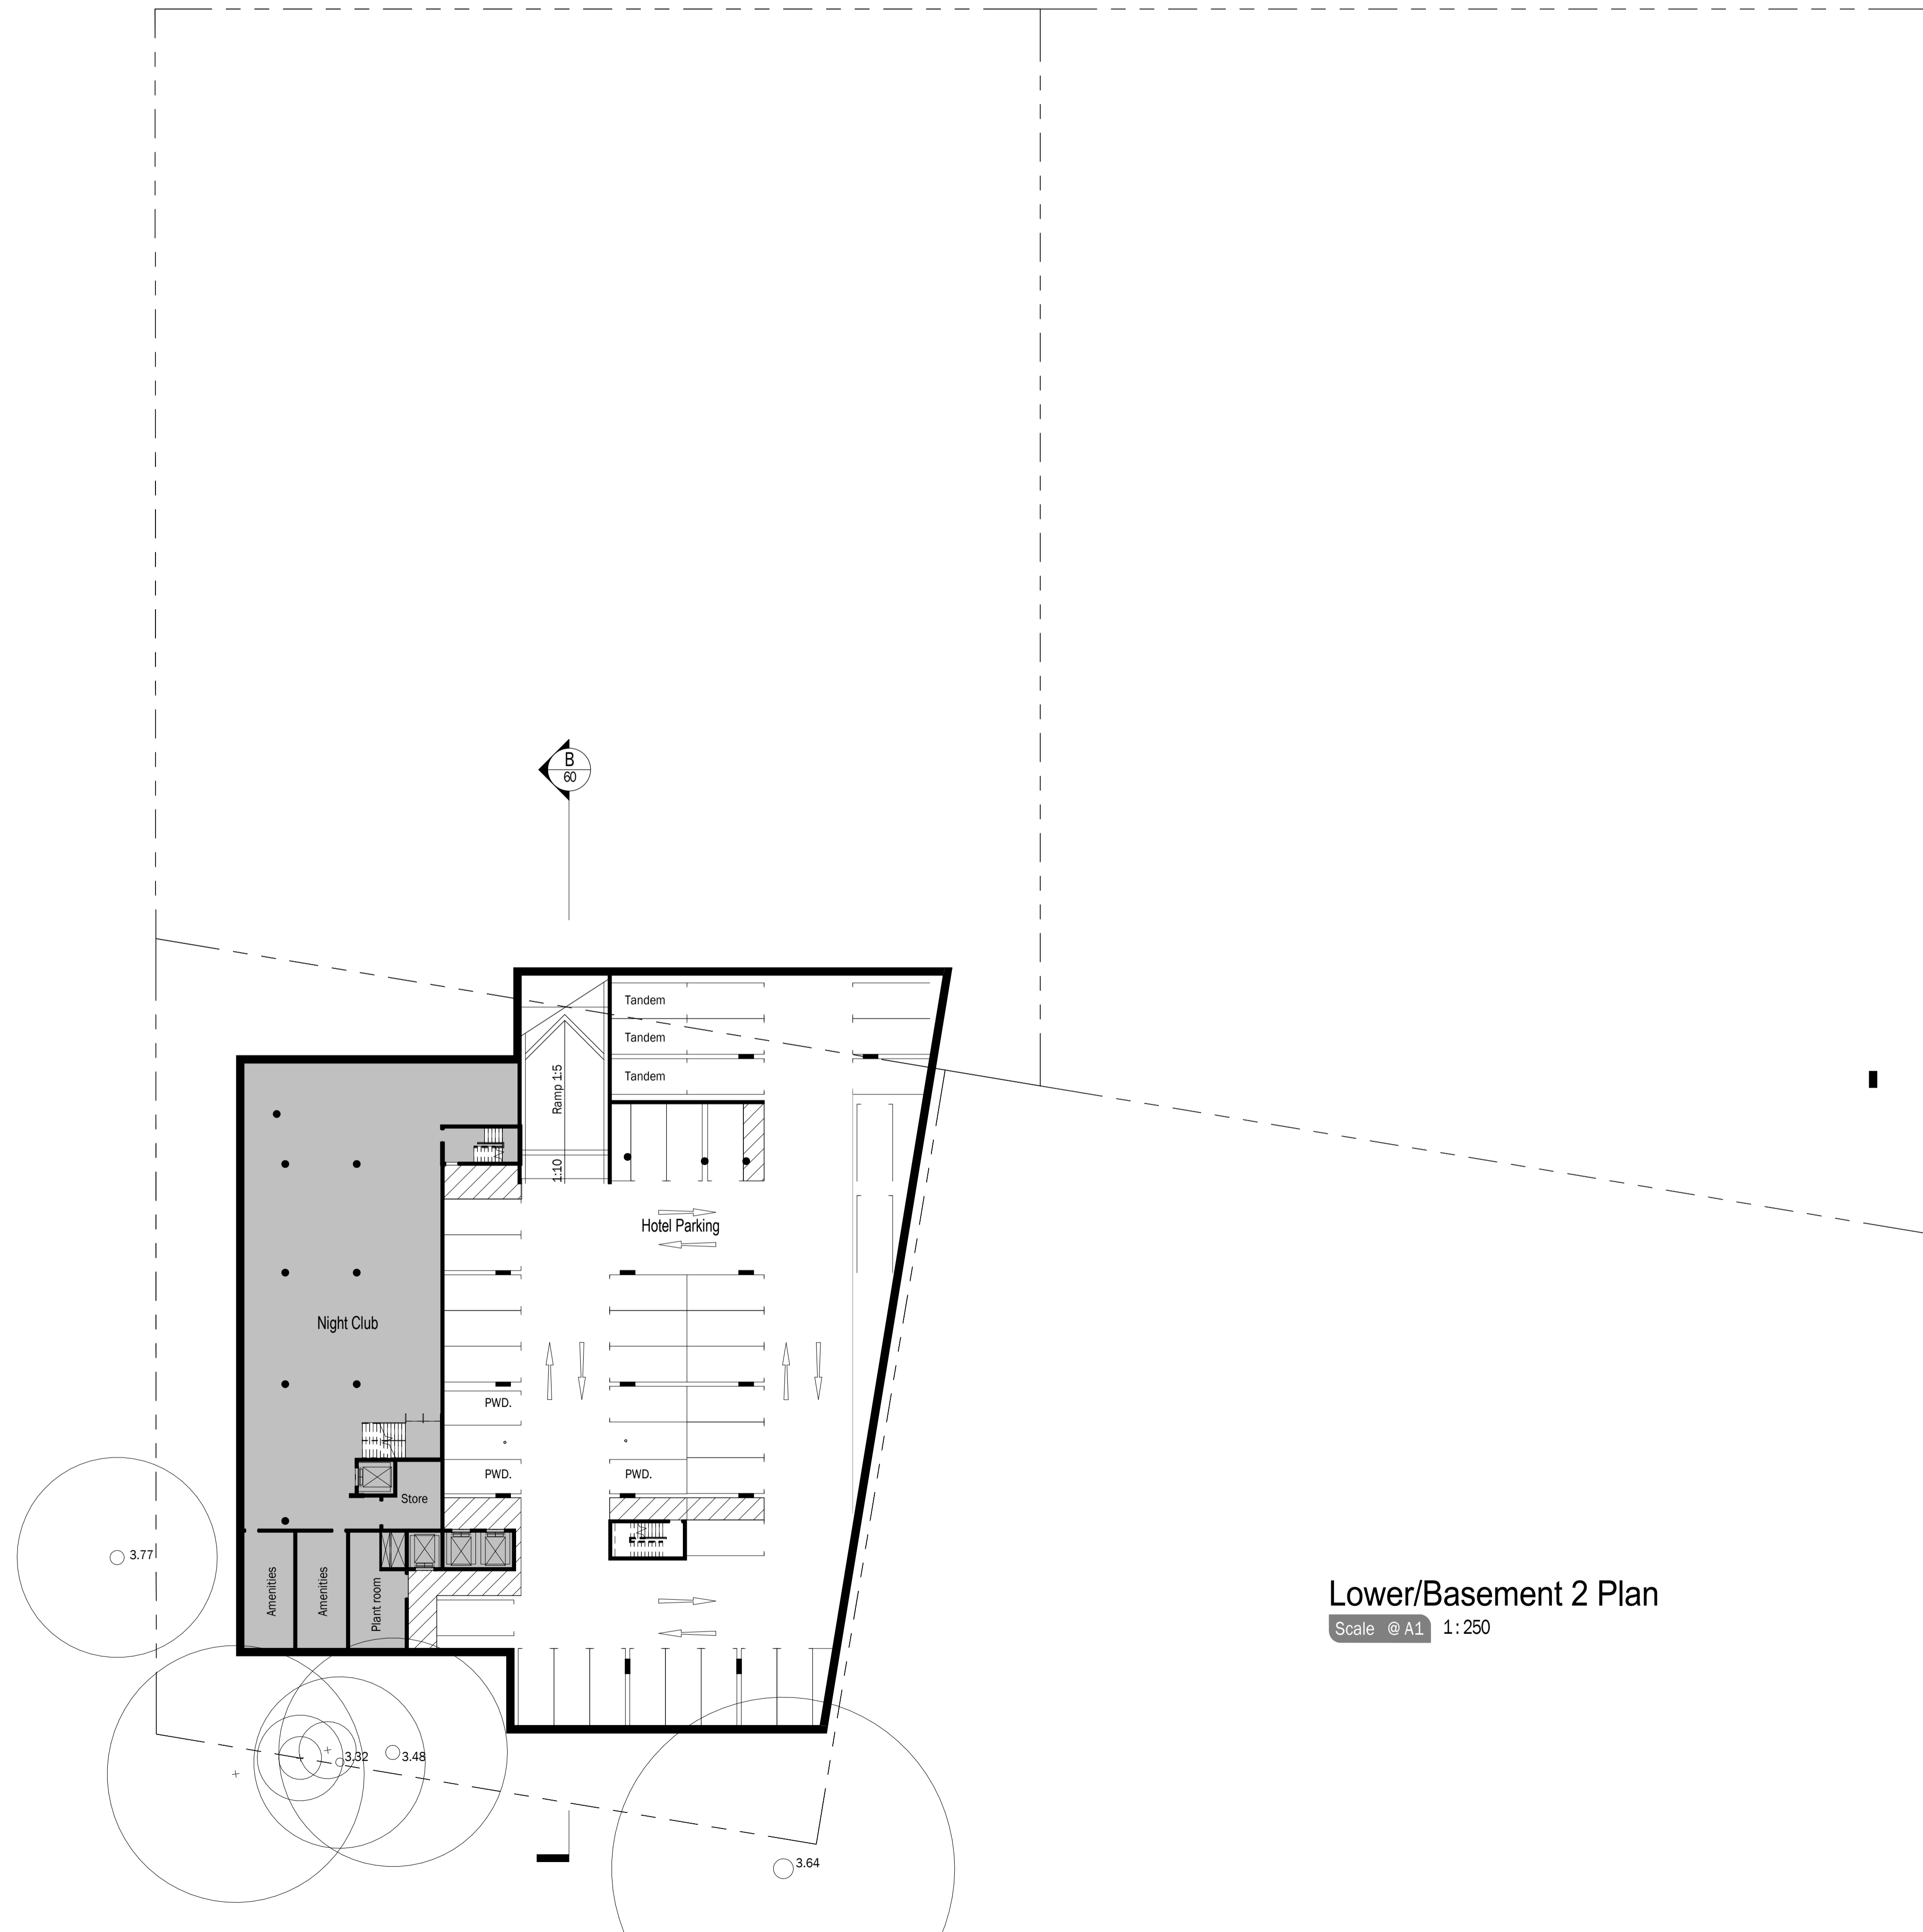 B
60
Tandem
Tandem
Tandem
Ramp 1:5
1:10
Hotel Parking
Night Club
PWD.
PWD.
PWD.
Store
Amenities
Amenities
Plant room
3.77
3.32
3.48
3.64
Lower/Basement 2 Plan
Scale @ A1 1:250